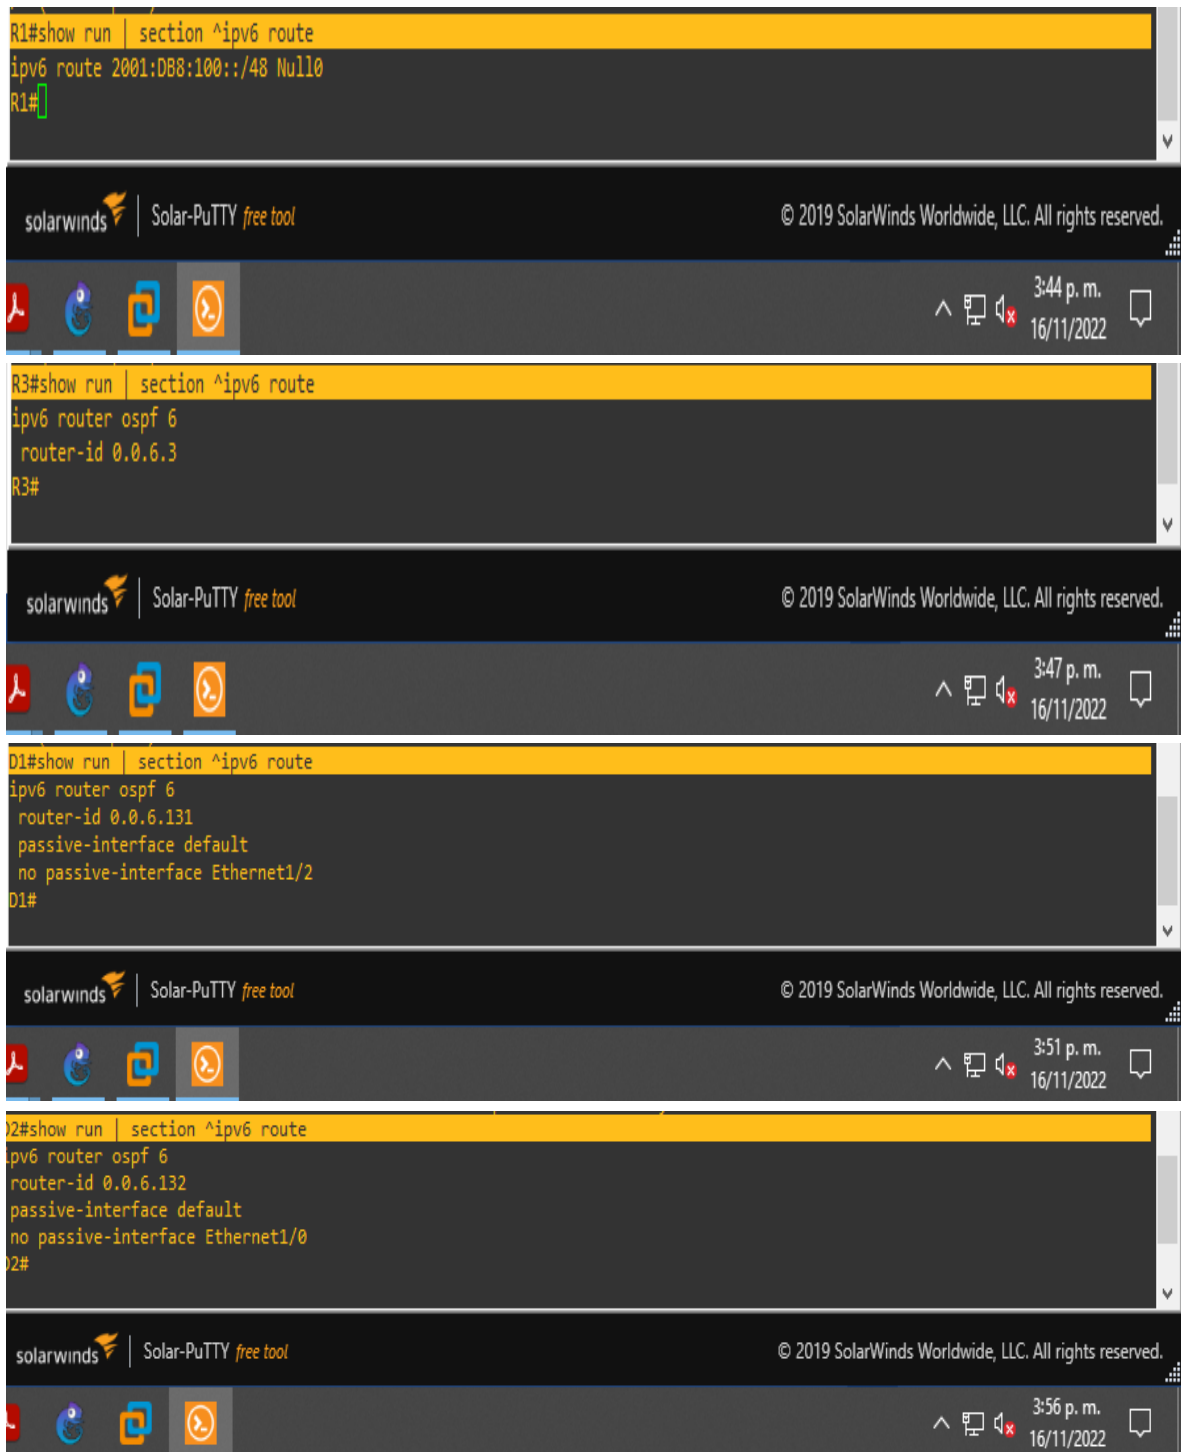 R1#show run | section ^ipv6 route
ipv6 route 2001:DB8:100::/48 Null0
R1#
solarwinds | Solar-PuTTY free tool
© 2019 SolarWinds Worldwide, LLC. All rights reserved.
3:44 p. m.
16/11/2022
R3#show run | section ^ipv6 route
ipv6 router ospf 6
router-id 0.0.6.3
R3#
solarwinds | Solar-PuTTY free tool
© 2019 SolarWinds Worldwide, LLC. All rights reserved.
3:47 p. m.
16/11/2022
D1#show run | section ^ipv6 route
ipv6 router ospf 6
router-id 0.0.6.131
passive-interface default
no passive-interface Ethernet1/2
D1#
solarwinds | Solar-PuTTY free tool
© 2019 SolarWinds Worldwide, LLC. All rights reserved.
3:51 p. m.
16/11/2022
D2#show run | section ^ipv6 route
ipv6 router ospf 6
router-id 0.0.6.132
passive-interface default
no passive-interface Ethernet1/0
D2#
solarwinds | Solar-PuTTY free tool
© 2019 SolarWinds Worldwide, LLC. All rights reserved.
3:56 p. m.
16/11/2022